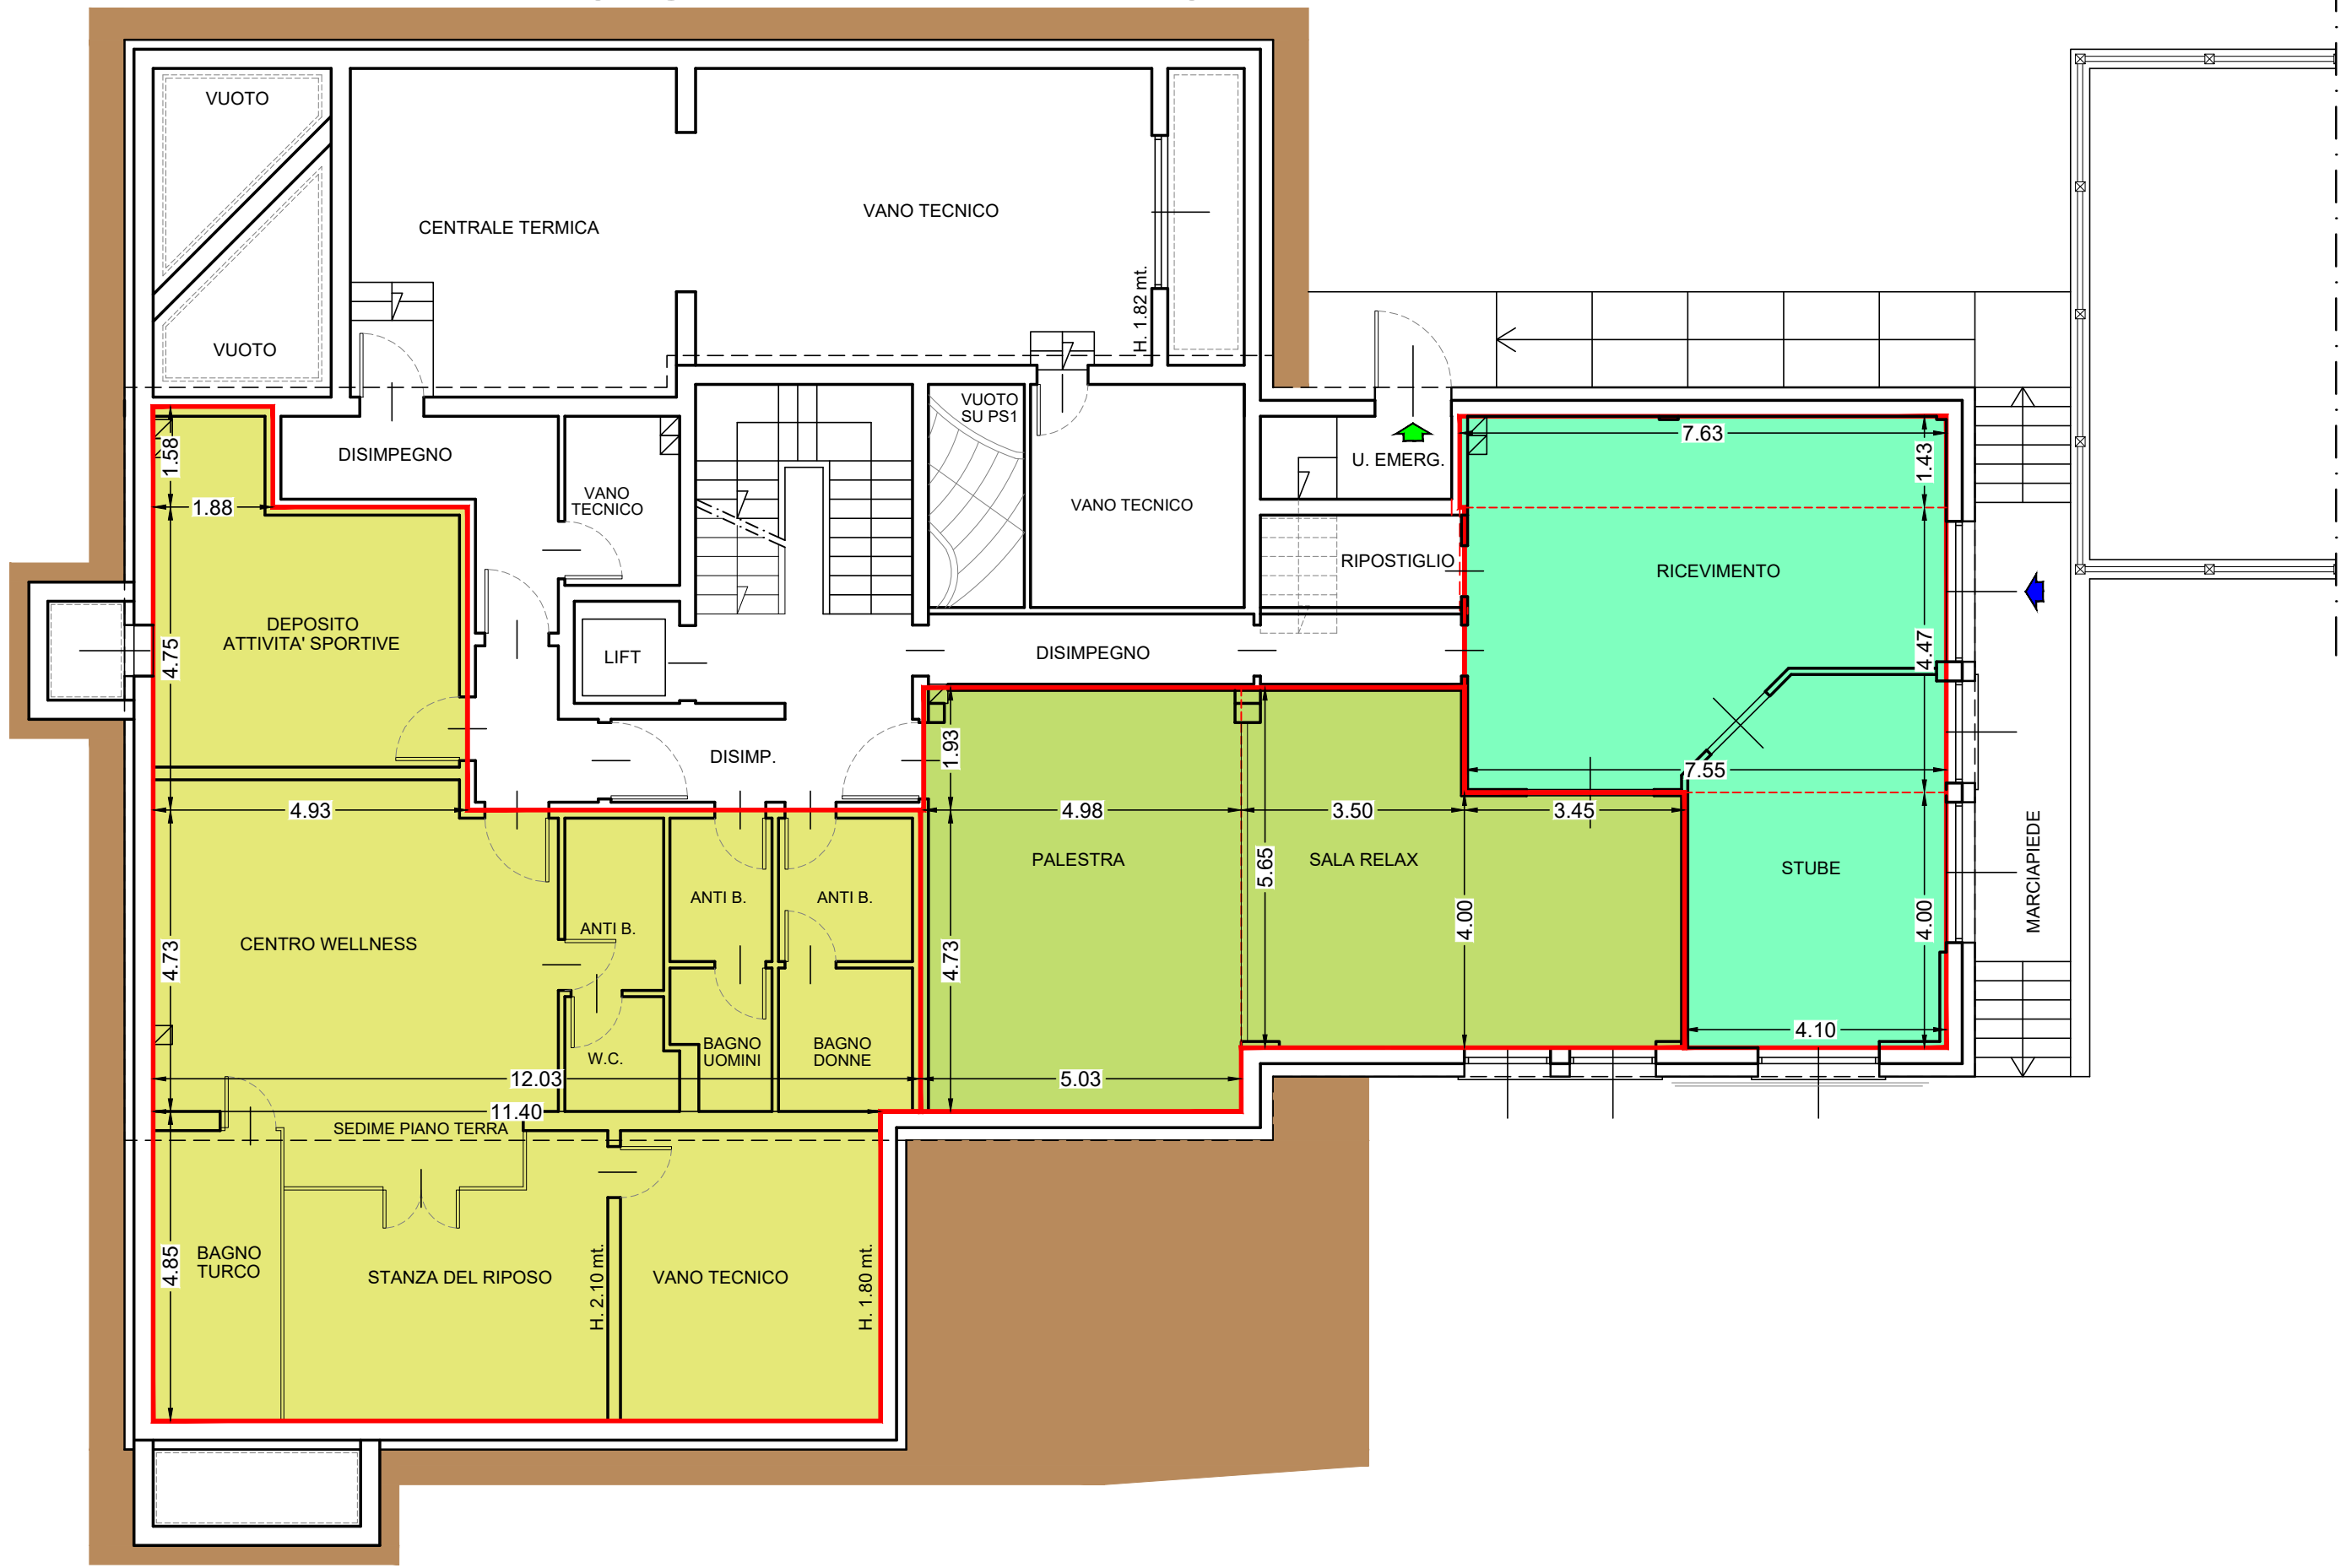 VUOTO
CENTRALE TERMICA
VANO TECNICO
H. 1.82 mt.
VUOTO
VUOTO
SU PS1
1.58
DISIMPEGNO
U. EMERG.
7.63
1.43
1.88
VANO
TECNICO
VANO TECNICO
RIPOSTIGLIO
RICEVIMENTO
DEPOSITO
ATTIVITA' SPORTIVE
4.75
LIFT
DISIMPEGNO
4.47
1.93
DISIMP.
7.55
4.93
4.98
3.50
3.45
PALESTRA
5.65
SALA RELAX
STUBE
MARCIAPIEDE
ANTI B.
ANTI B.
ANTI B.
4.00
4.00
CENTRO WELLNESS
4.73
4.73
4.10
W.C.
BAGNO
UOMINI
BAGNO
DONNE
12.03
5.03
11.40
SEDIME PIANO TERRA
4.85
BAGNO
TURCO
STANZA DEL RIPOSO
H. 2.10 mt.
VANO TECNICO
H. 1.80 mt.